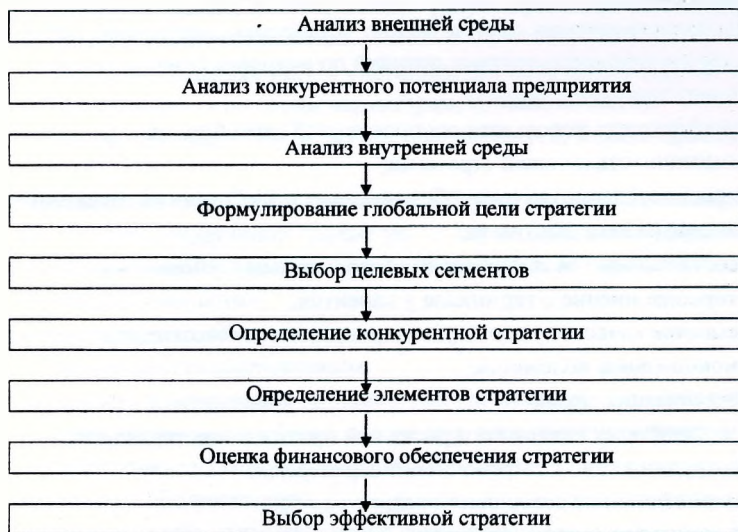 Анализ внешней среды
Анализ конкурентного потенциала предприятия
Анализ внутренней среды
Формулирование глобальной цели стратегии
Выбор целевых сегментов
Определение конкурентной стратегии
Определение элементов стратегии
Оценка финансового обеспечения стратегии
Выбор эффективной стратегии